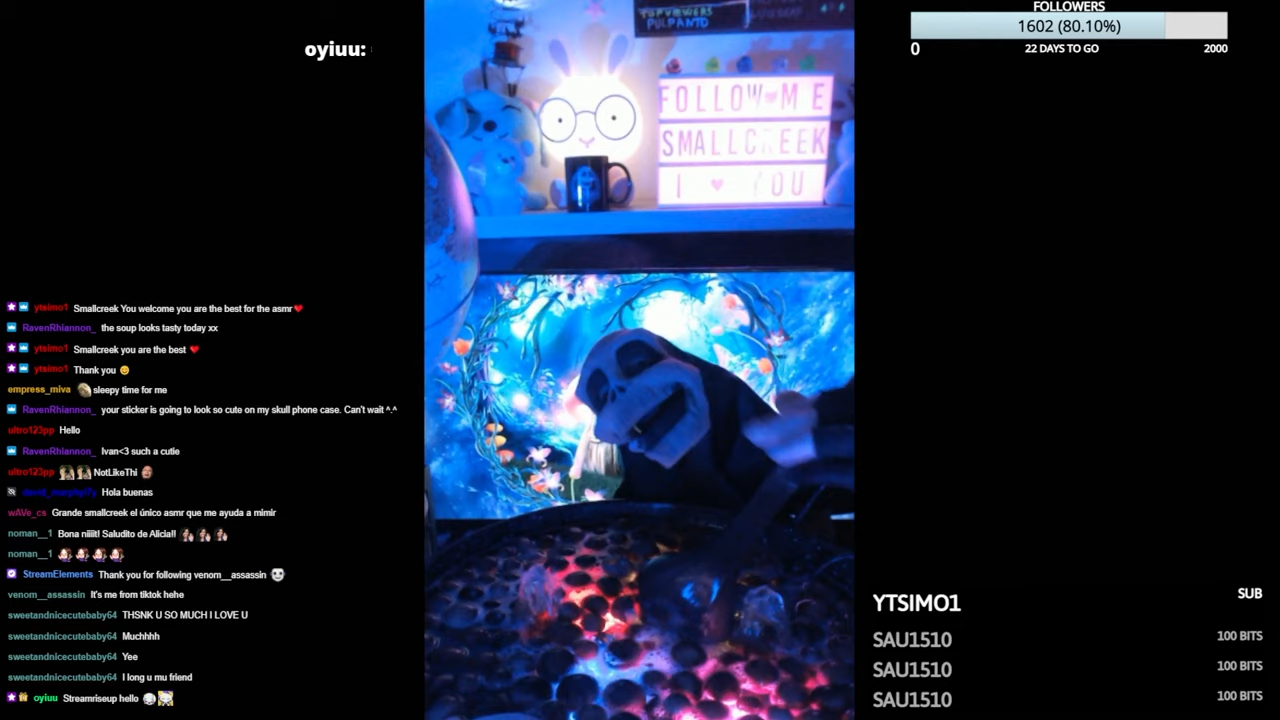 oyiuu:
FOLLOWERS
1602 (80.10%)
0
22 DAYS TO GO
2000
TOPVIEWERS
PULPANTO
FOLLOW ♥ M E
SMALLCREEK
I ♥ YOU
ytsimo1 Smallcreek You welcome you are the best for the asmr❤
RavenRhiannon_ the soup looks tasty today xx
ytsimo1 Smallcreek you are the best ❤
ytsimo1 Thank you 😊
empress_miva sleepy time for me
RavenRhiannon_ your sticker is going to look so cute on my skull phone case. Can't wait ^.^
ultro123pp Hello
RavenRhiannon_ Ivan<3 such a cutie
ultro123pp NotLikeThi
Hola buenas
wAVe_cs Grande smallcreek el único asmr que me ayuda a mimir
noman__1 Bona niiiit! Saludito de Alicia!!
noman__1
StreamElements Thank you for following venom__assassin
venom__assassin It's me from tiktok hehe
sweetandnicecutebaby64 THSNK U SO MUCH I LOVE U
sweetandnicecutebaby64 Muchhhh
sweetandnicecutebaby64 Yee
sweetandnicecutebaby64 I long u mu friend
oyiuu Streamriseup hello
YTSIMO1 SUB
SAU1510 100 BITS
SAU1510 100 BITS
SAU1510 100 BITS